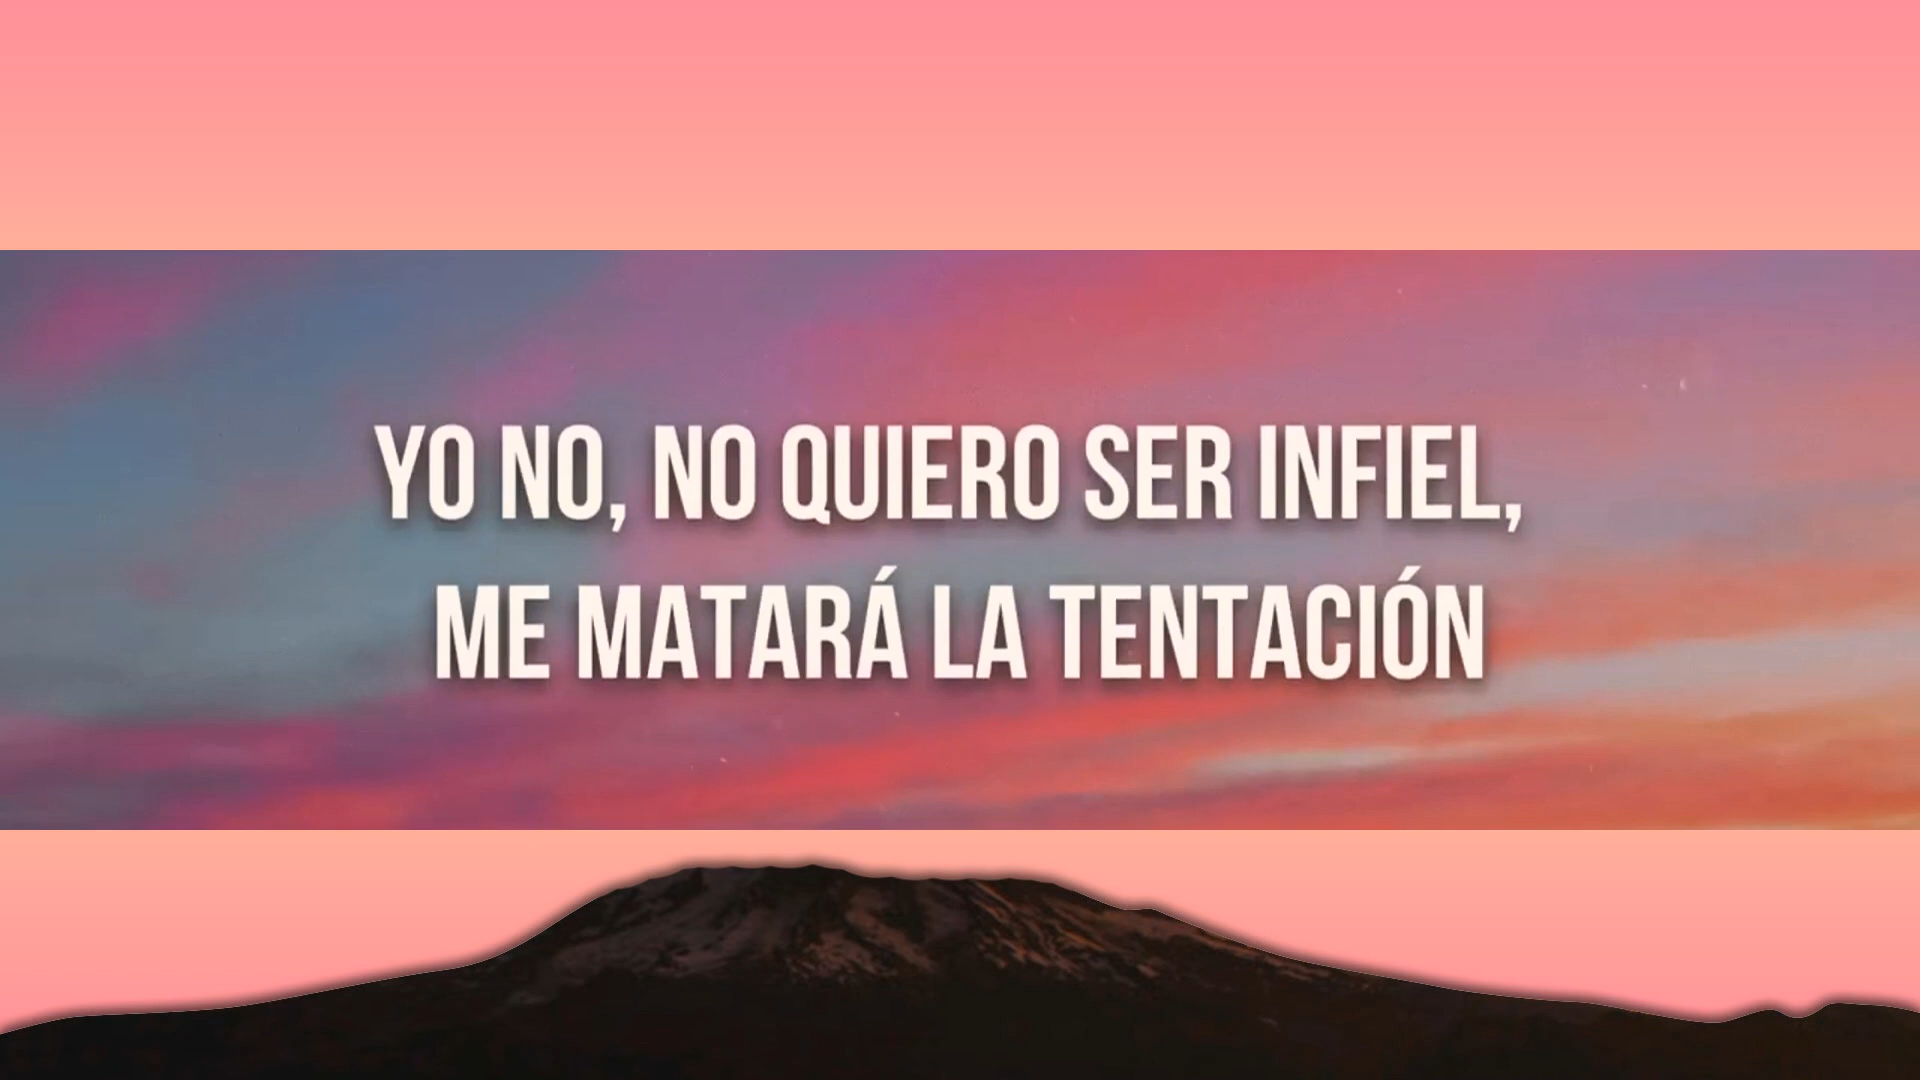 YO NO, NO QUIERO SER INFIEL,
ME MATARÁ LA TENTACIÓN